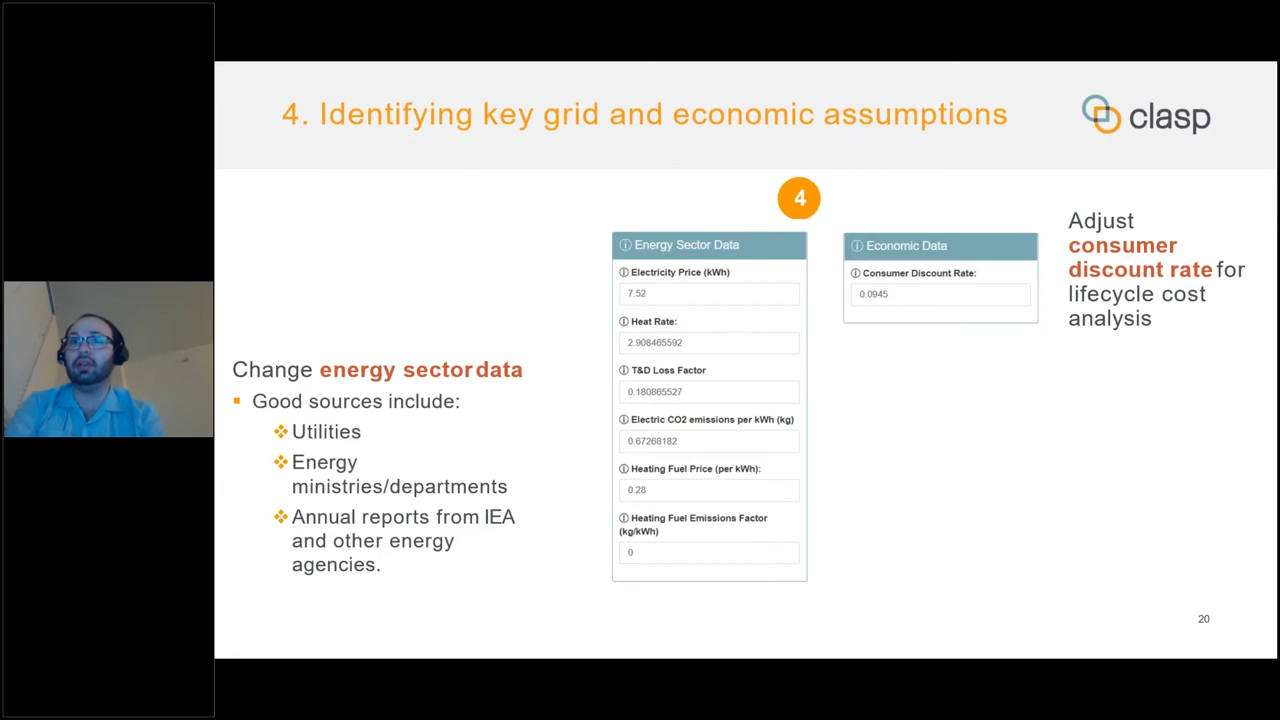 4. Identifying key grid and economic assumptions
clasp
4
Change energy sector data
Good sources include:
Utilities
Energy
ministries/departments
Annual reports from IEA
and other energy
agencies.
Energy Sector Data
Electricity Price (kWh)
7.52
Heat Rate:
2.908465592
T&D Loss Factor
0.180865527
Electric CO2 emissions per kWh (kg)
0.67268182
Heating Fuel Price (per kWh):
0.28
Heating Fuel Emissions Factor
(kg/kWh)
0
Economic Data
Consumer Discount Rate:
0.0945
Adjust
consumer
discount rate for
lifecycle cost
analysis
20